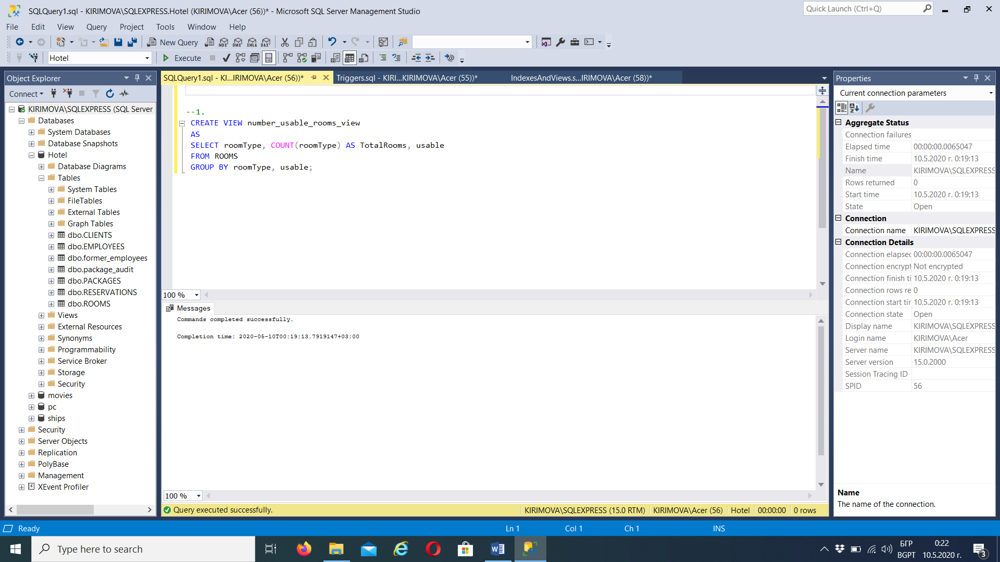 SQLQuery1.sql - KIRIMOVA\SQLEXPRESS.Hotel (KIRIMOVA\Acer (56))* - Microsoft SQL Server Management Studio
Quick Launch (Ctrl+Q)
File Edit View Query Project Tools Window Help
New Query
MDX DMX XMLA DAX
Hotel
Execute
Object Explorer
Connect
KIRIMOVA\SQLEXPRESS (SQL Server
Databases
System Databases
Database Snapshots
Hotel
Database Diagrams
Tables
System Tables
FileTables
External Tables
Graph Tables
dbo.CLIENTS
dbo.EMPLOYEES
dbo.former_employees
dbo.package_audit
dbo.PACKAGES
dbo.RESERVATIONS
dbo.ROOMS
Views
External Resources
Synonyms
Programmability
Service Broker
Storage
Security
movies
pc
ships
Security
Server Objects
Replication
PolyBase
Management
XEvent Profiler
SQLQuery1.sql - KI...IRIMOVA\Acer (56))*
Triggers.sql - KIRI...KIRIMOVA\Acer (55))*
IndexesAndViews.s...IRIMOVA\Acer (58))*
--1.
CREATE VIEW number_usable_rooms_view
AS
SELECT roomType, COUNT(roomType) AS TotalRooms, usable
FROM ROOMS
GROUP BY roomType, usable;
100 %
Messages
Commands completed successfully.
Completion time: 2020-05-10T00:19:13.7919147+03:00
100 %
Query executed successfully.
KIRIMOVA\SQLEXPRESS (15.0 RTM) KIRIMOVA\Acer (56) Hotel 00:00:00 0 rows
Properties
Current connection parameters
Aggregate Status
Connection failures
Elapsed time 00:00:00.0065047
Finish time 10.5.2020 г. 0:19:13
Name KIRIMOVA\SQLEXPRESS
Rows returned 0
Start time 10.5.2020 г. 0:19:13
State Open
Connection
Connection name KIRIMOVA\SQLEXPRESS
Connection Details
Connection elapsed 00:00:00.0065047
Connection encrypt Not encrypted
Connection finish ti 10.5.2020 г. 0:19:13
Connection rows re 0
Connection start tir 10.5.2020 г. 0:19:13
Connection state Open
Display name KIRIMOVA\SQLEXPRESS
Login name KIRIMOVA\Acer
Server name KIRIMOVA\SQLEXPRESS
Server version 15.0.2000
Session Tracing ID
SPID 56
Name
The name of the connection.
Ready
Ln 1 Col 1 Ch 1 INS
Type here to search
БГР
BGPT
0:22
10.5.2020 г.
3